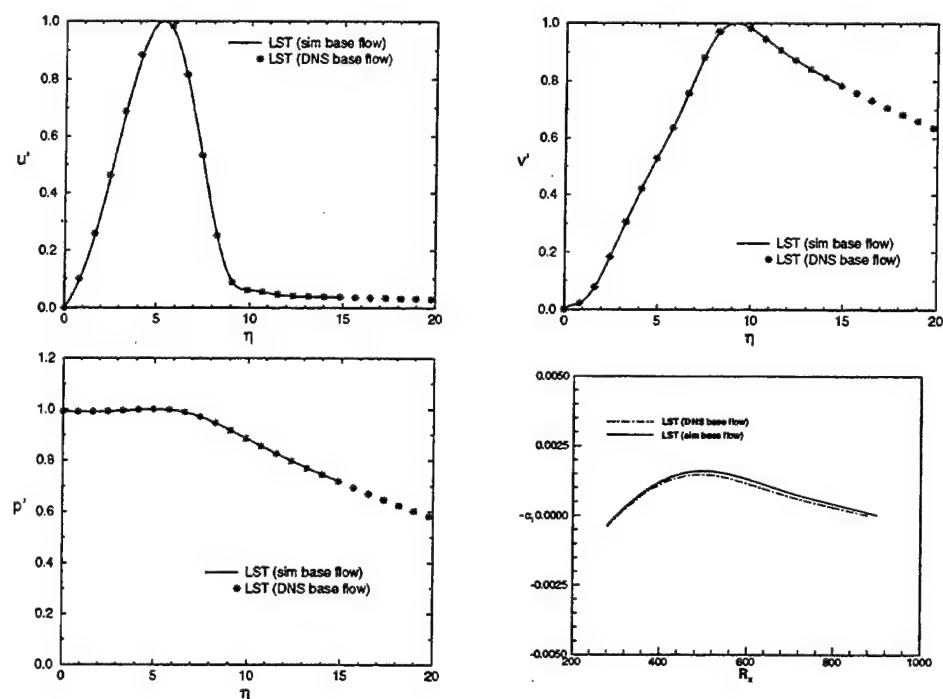 1.0
0.8
0.6
0.4
0.2
0.0
u'
LST (sim base flow)
LST (DNS base flow)
0 5 10 15 20
η
1.0
0.8
0.6
0.4
0.2
0.0
v'
LST (sim base flow)
LST (DNS base flow)
0 5 10 15 20
η
1.2
1.0
0.8
0.6
0.4
0.2
0.0
p'
LST (sim base flow)
LST (DNS base flow)
0 5 10 15 20
η
0.0050
0.0025
0.0000
-0.0025
-0.0050
LST (DNS base flow)
LST (sim base flow)
200 400 600 800 1000
Rx